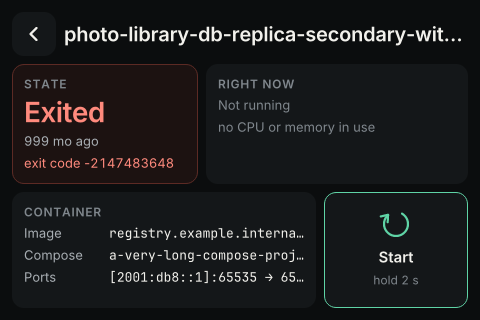 photo-library-db-replica-secondary-wit...
STATE
Exited
999 mo ago
exit code -2147483648
RIGHT NOW
Not running
no CPU or memory in use
CONTAINER
Image registry.example.interna…
Compose a-very-long-compose-proj…
Ports [2001:db8::1]:65535 → 65…
Start
hold 2 s